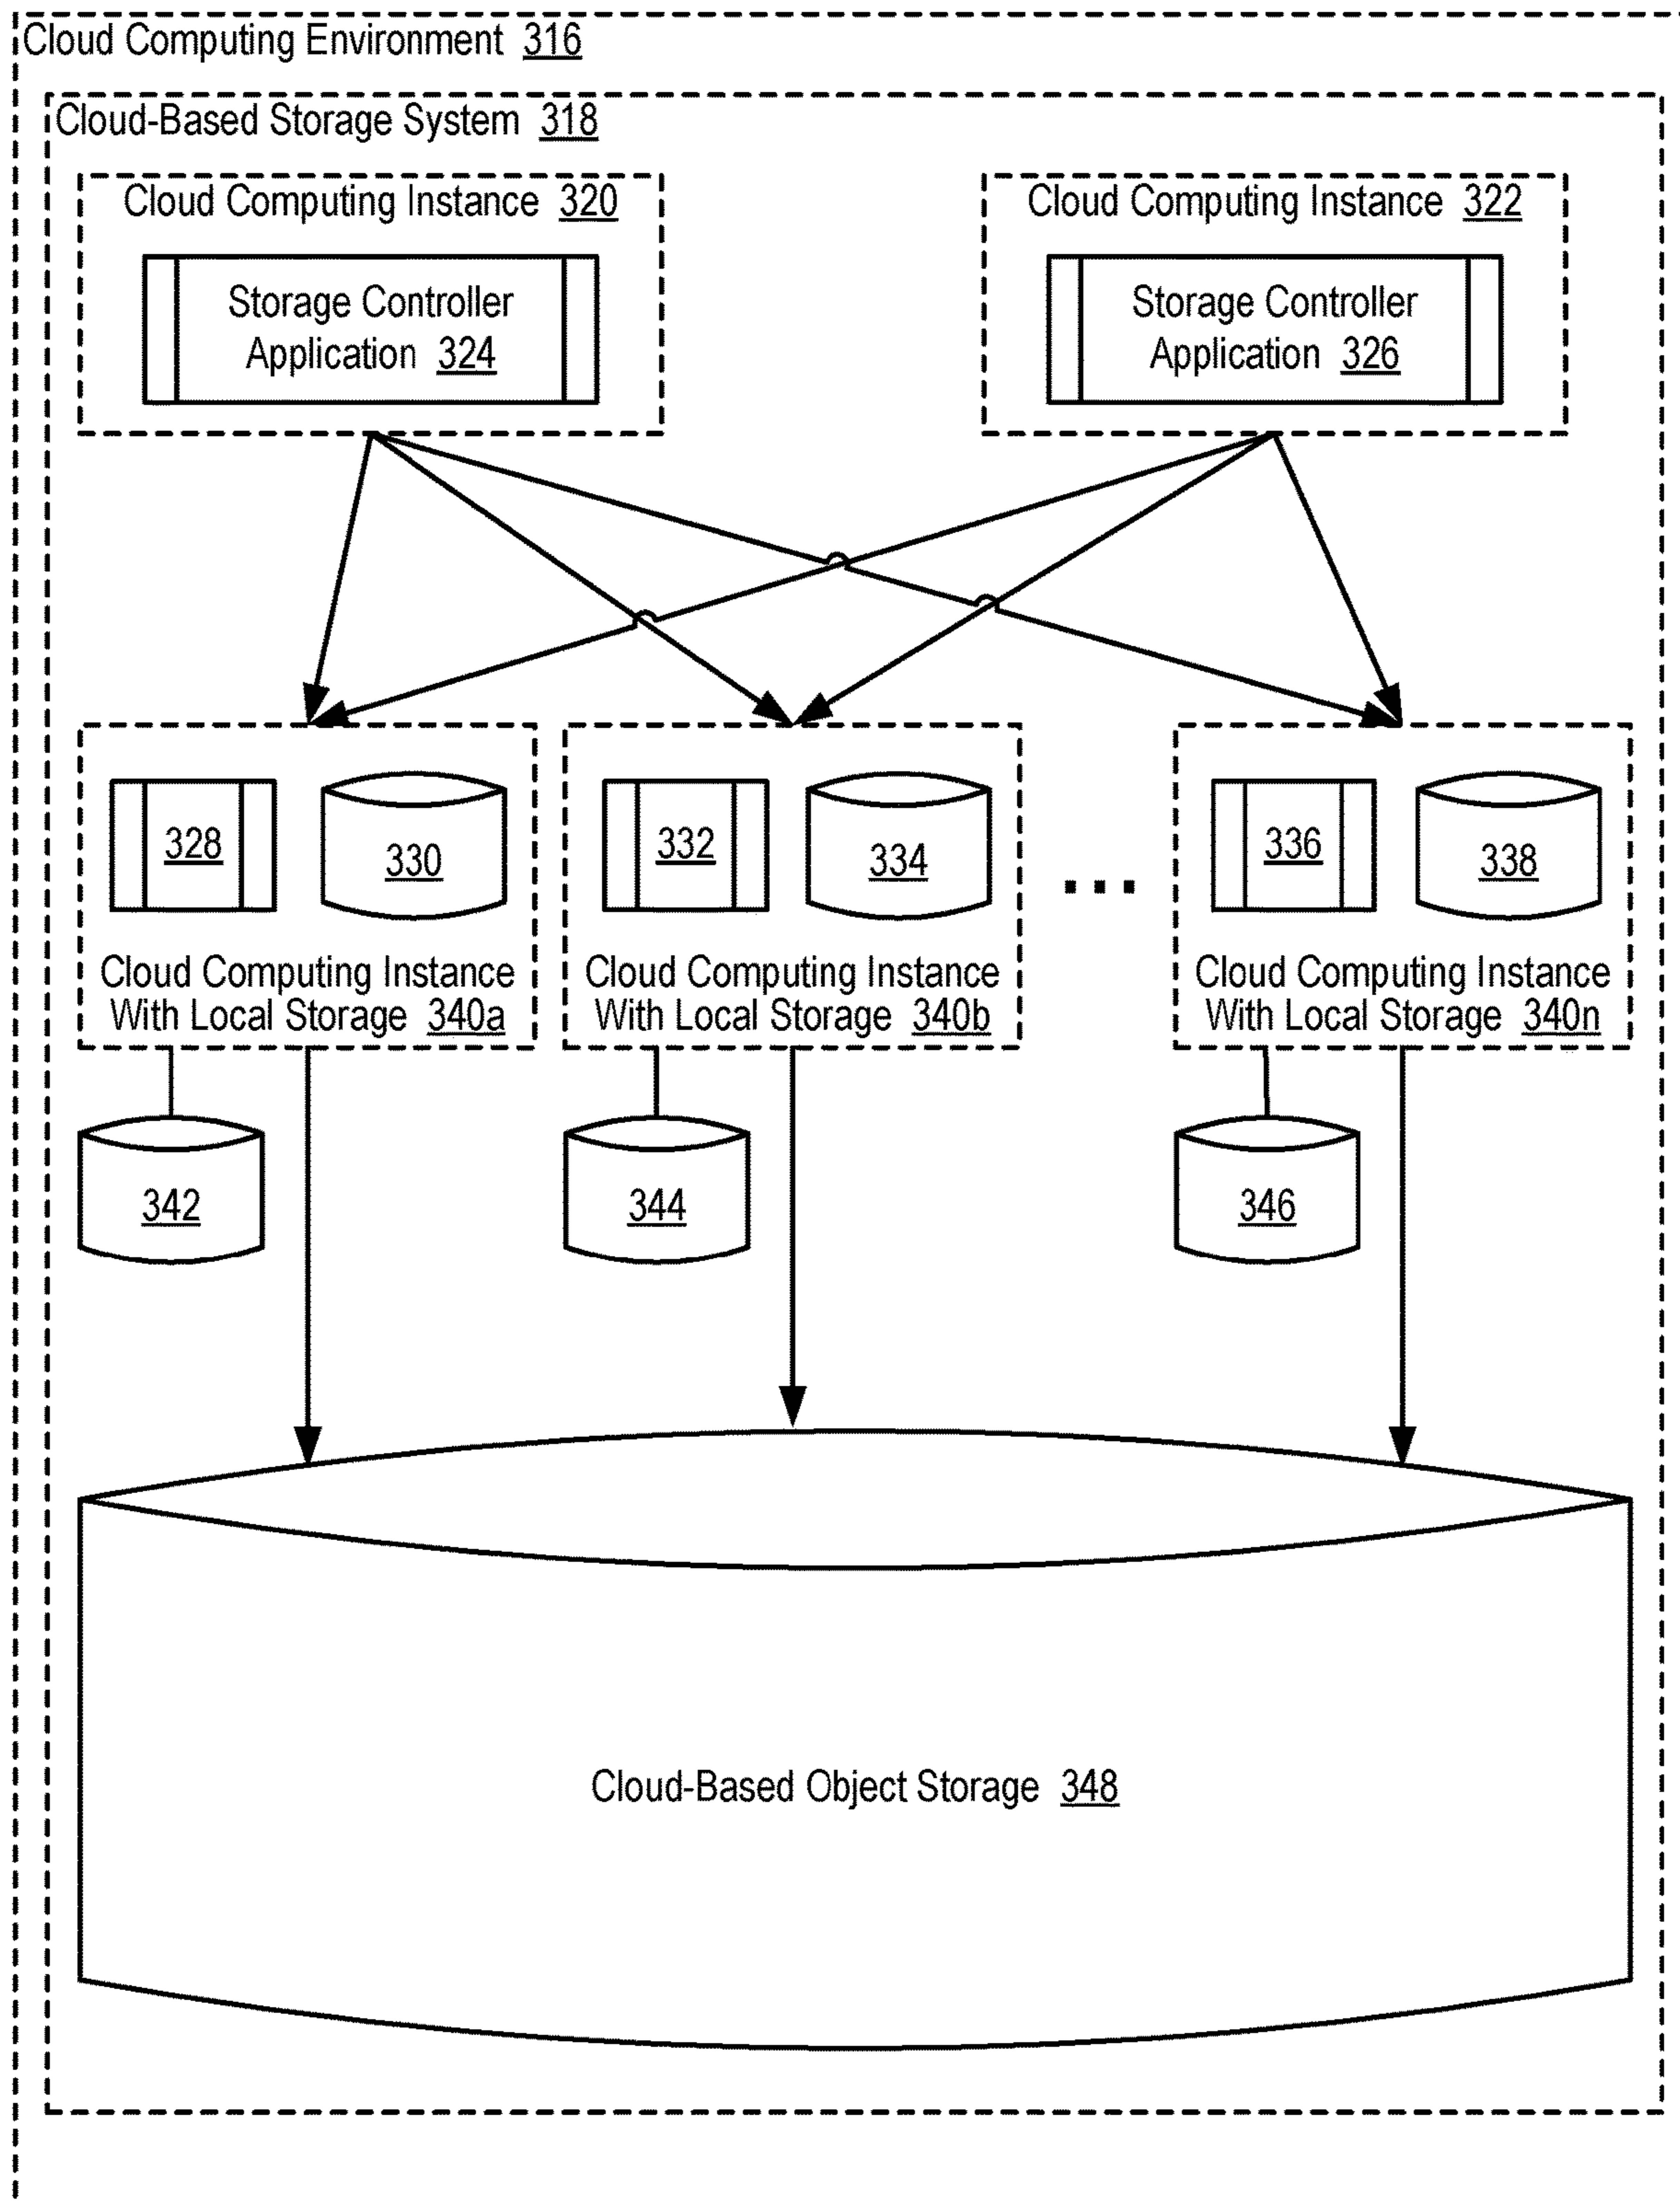 Cloud Computing Environment 316
Cloud-Based Storage System 318
Cloud Computing Instance 320
Storage Controller
Application 324
Cloud Computing Instance 322
Storage Controller
Application 326
328
330
Cloud Computing Instance
With Local Storage 340a
332
334
Cloud Computing Instance
With Local Storage 340b
...
336
338
Cloud Computing Instance
With Local Storage 340n
342
344
346
Cloud-Based Object Storage 348